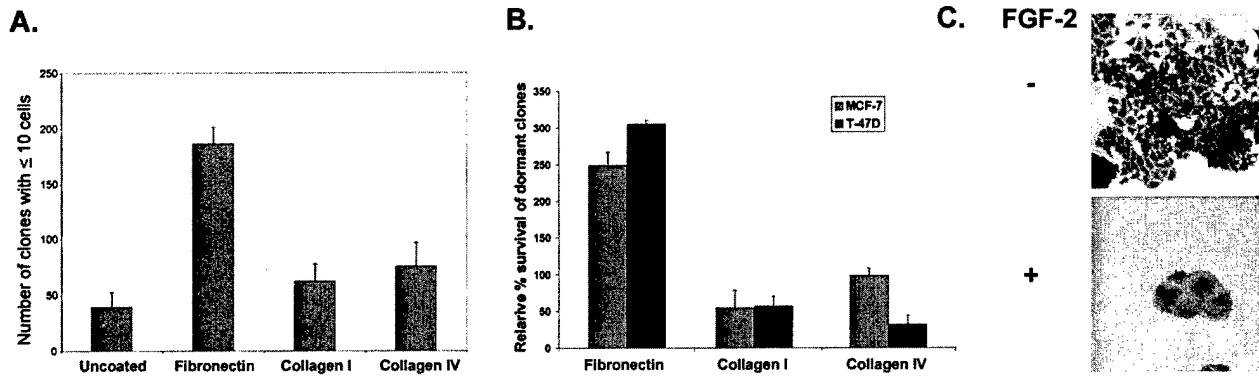 A.
Number of clones with ≤ 10 cells
250
200
150
100
50
0
Uncoated Fibronectin Collagen I Collagen IV
B.
Relarive % survival of dormant clones
350
300
250
200
150
100
50
0
MCF-7
T-47D
Fibronectin Collagen I Collagen IV
C. FGF-2
-
+